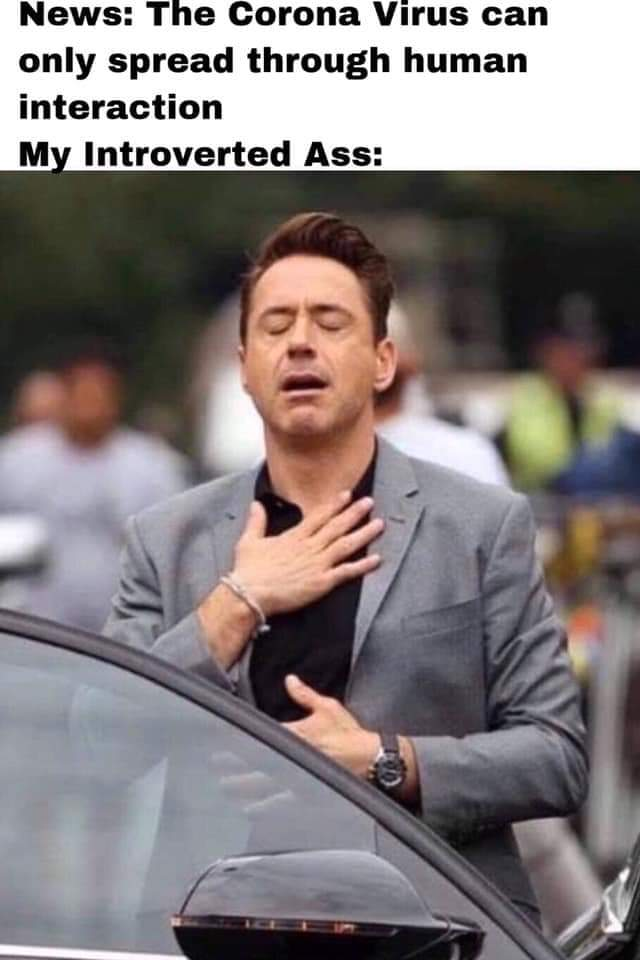 News: The Corona Virus can
only spread through human
interaction
My Introverted Ass: